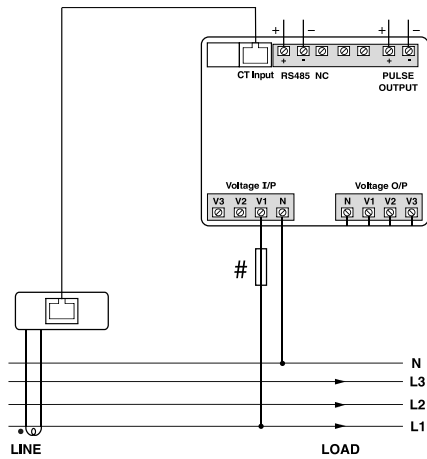 + − + −
+ - + -
CT Input RS485 NC PULSE
OUTPUT
Voltage I/P Voltage O/P
V3 V2 V1 N N V1 V2 V3
#
N
L3
L2
L1
LINE LOAD